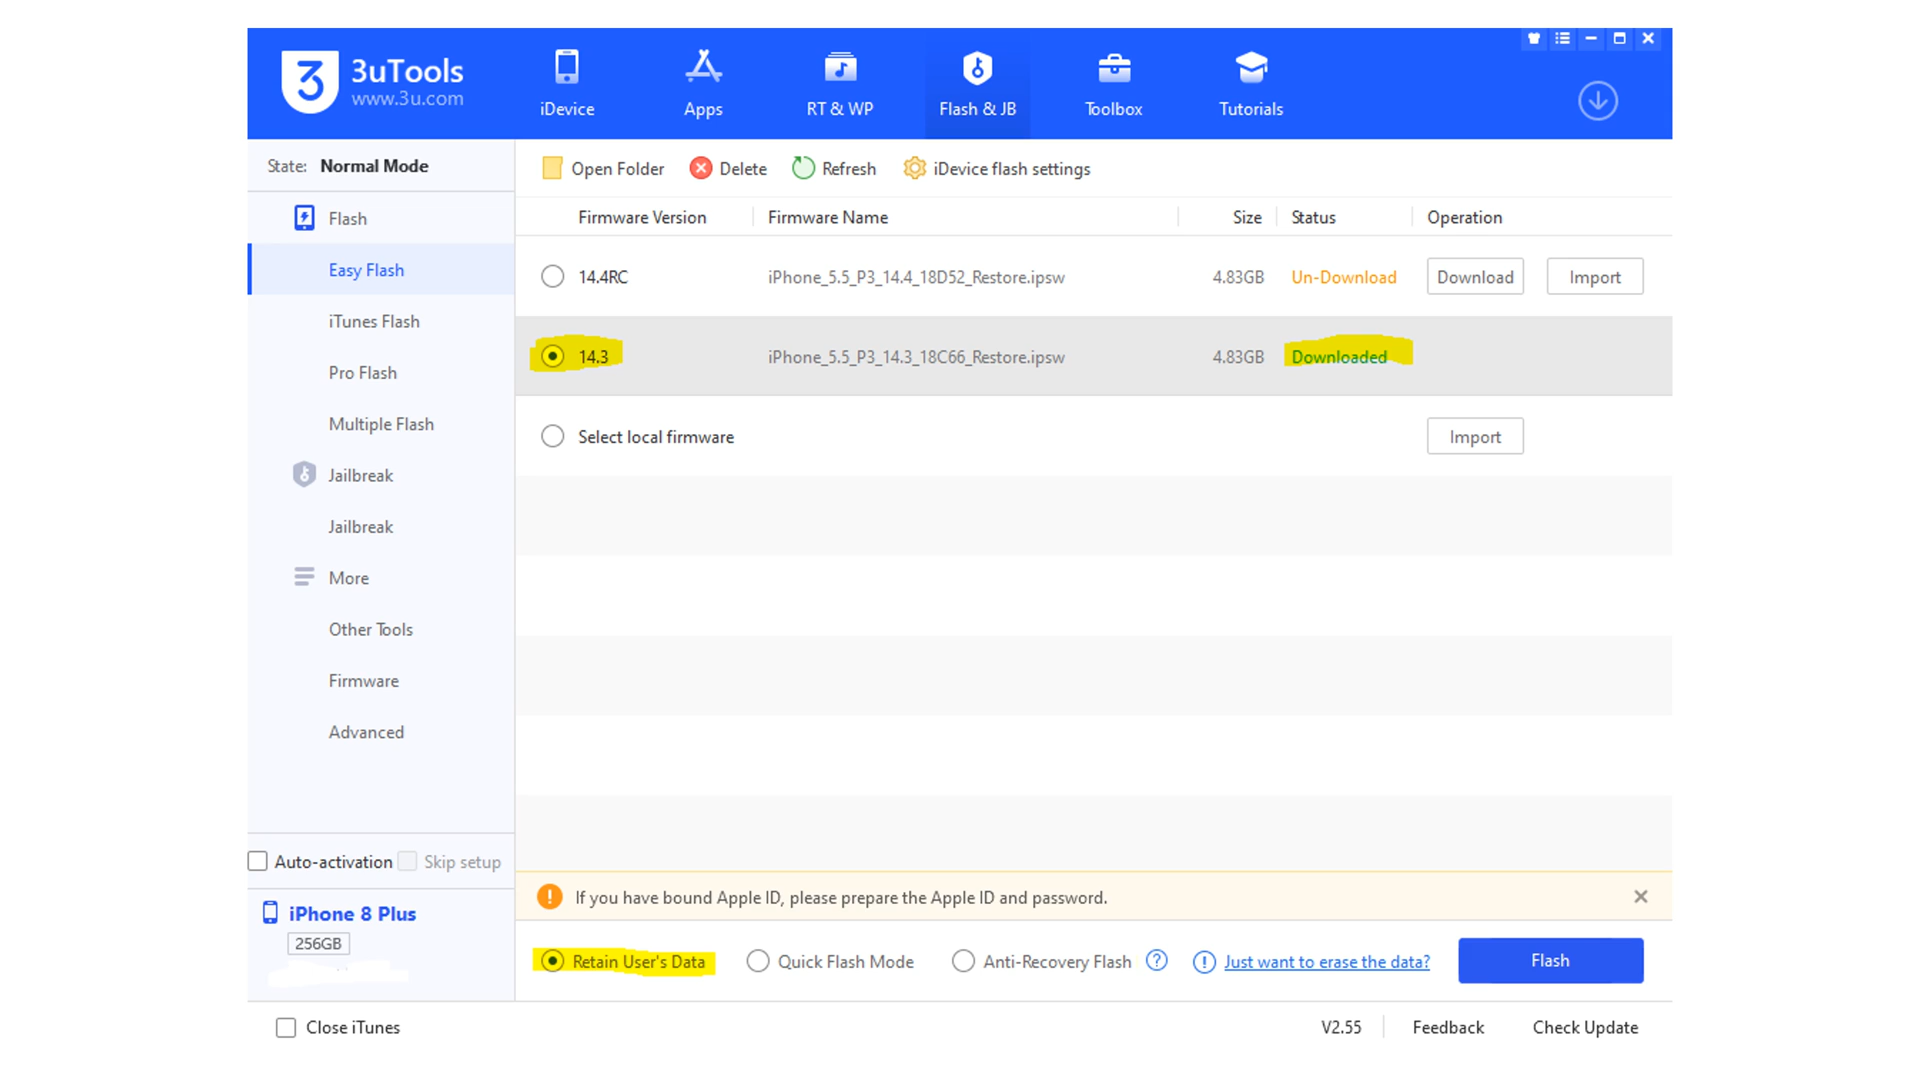 3 3uTools
www.3u.com
iDevice
Apps
RT & WP
Flash & JB
Toolbox
Tutorials
State: Normal Mode
Open Folder
Delete
Refresh
iDevice flash settings
Flash
Easy Flash
iTunes Flash
Pro Flash
Multiple Flash
Jailbreak
Jailbreak
More
Other Tools
Firmware
Advanced
Firmware Version Firmware Name Size Status Operation
14.4RC iPhone_5.5_P3_14.4_18D52_Restore.ipsw 4.83GB Un-Download Download Import
14.3 iPhone_5.5_P3_14.3_18C66_Restore.ipsw 4.83GB Downloaded
Select local firmware Import
Auto-activation Skip setup
iPhone 8 Plus
256GB
If you have bound Apple ID, please prepare the Apple ID and password.
Retain User's Data Quick Flash Mode Anti-Recovery Flash ? Just want to erase the data? Flash
Close iTunes
V2.55 Feedback Check Update